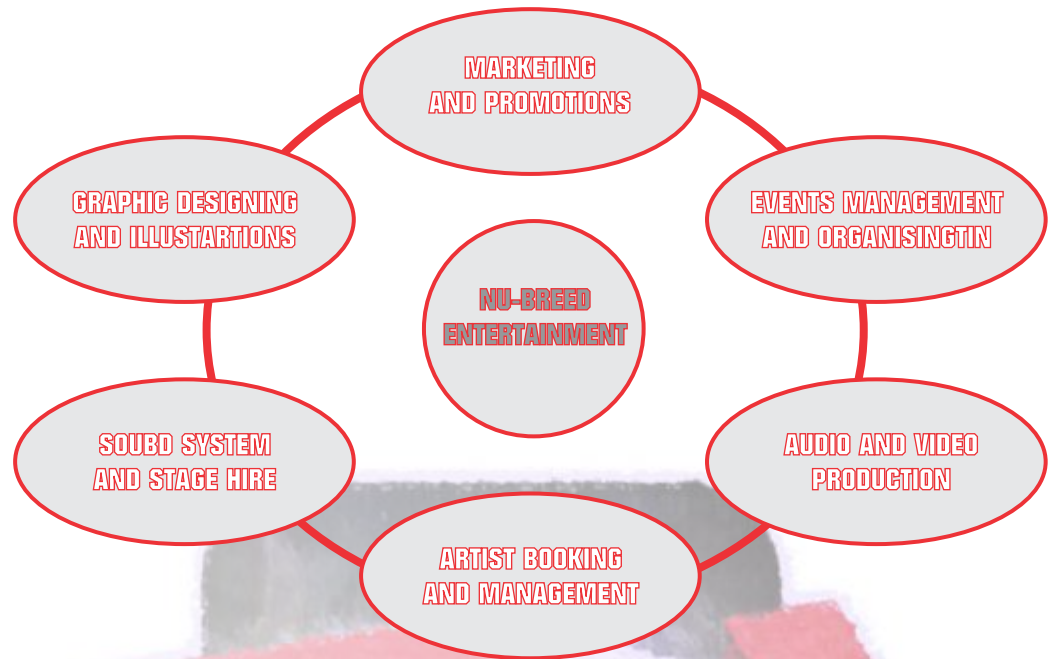 MARKETING
AND PROMOTIONS
GRAPHIC DESIGNING
AND ILLUSTARTIONS
EVENTS MANAGEMENT
AND ORGANISINGTIN
NU-BREED
ENTERTAINMENT
SOUBD SYSTEM
AND STAGE HIRE
AUDIO AND VIDEO
PRODUCTION
ARTIST BOOKING
AND MANAGEMENT